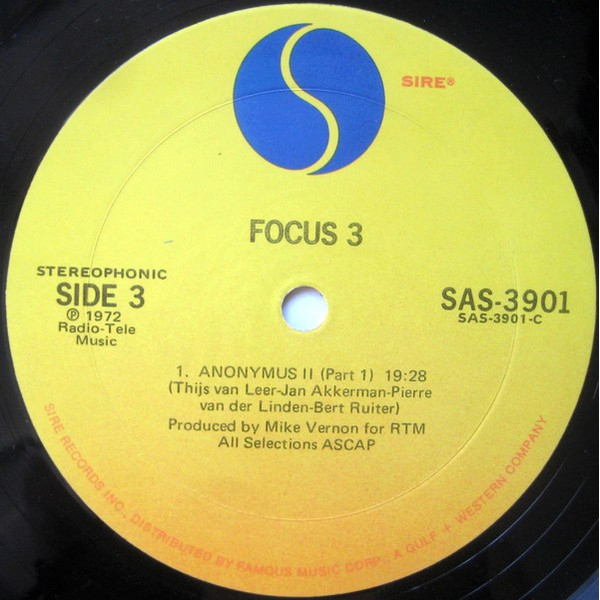 SIRE®
FOCUS 3
STEREOPHONIC
SIDE 3
℗ 1972
Radio-Tele
Music
SAS-3901
SAS-3901-C
1. ANONYMUS II (Part 1) 19:28
(Thijs van Leer-Jan Akkerman-Pierre
van der Linden-Bert Ruiter)
Produced by Mike Vernon for RTM
All Selections ASCAP
SIRE RECORDS INC., DISTRIBUTED BY FAMOUS MUSIC CORP., A GULF + WESTERN COMPANY